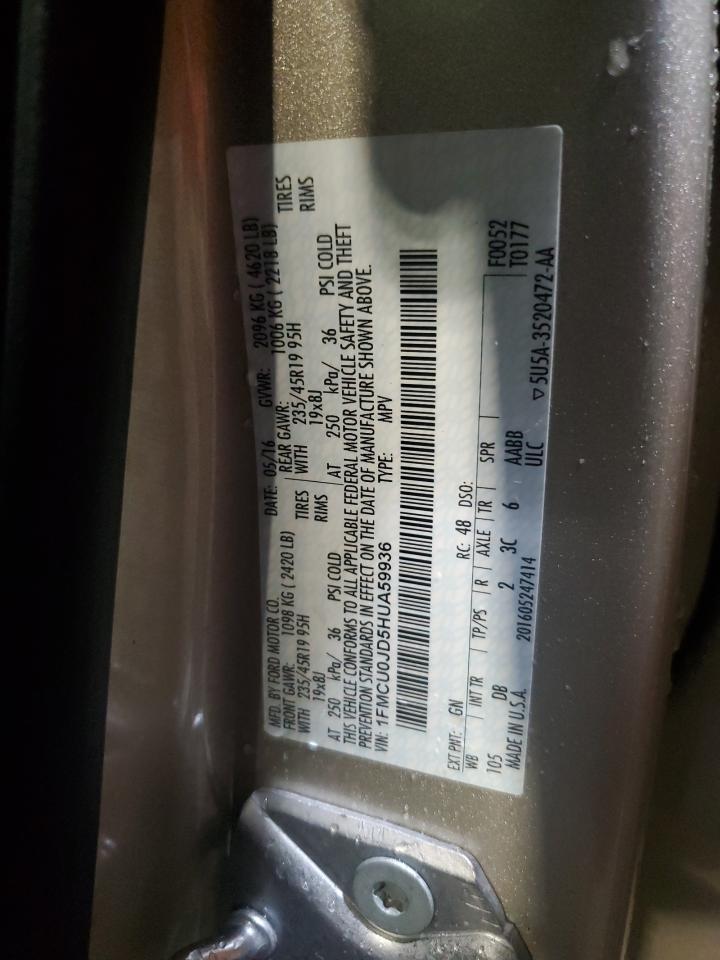 MFD. BY FORD MOTOR CO. DATE: 05/16 GVWR: 2096 KG ( 4620 LB)
FRONT GAWR: 1098 KG ( 2420 LB) REAR GAWR: 1006 KG ( 2218 LB)
WITH 235/45R19 95H TIRES WITH 235/45R19 95H TIRES
19x8J RIMS 19x8J RIMS
AT 250 kPa/ 36 PSI COLD AT 250 kPa/ 36 PSI COLD
THIS VEHICLE CONFORMS TO ALL APPLICABLE FEDERAL MOTOR VEHICLE SAFETY AND THEFT
PREVENTION STANDARDS IN EFFECT ON THE DATE OF MANUFACTURE SHOWN ABOVE.
VIN: 1FMCU0JD5HUA59936 TYPE: MPV
EXT PNT: GN RC: 48 DSO: F0052
WB INT TR TP/PS R AXLE TR SPR T0177
105 DB 2 3C 6 AABB
MADE IN U.S.A. 201605247414 ULC ▽5U5A-3520472-AA